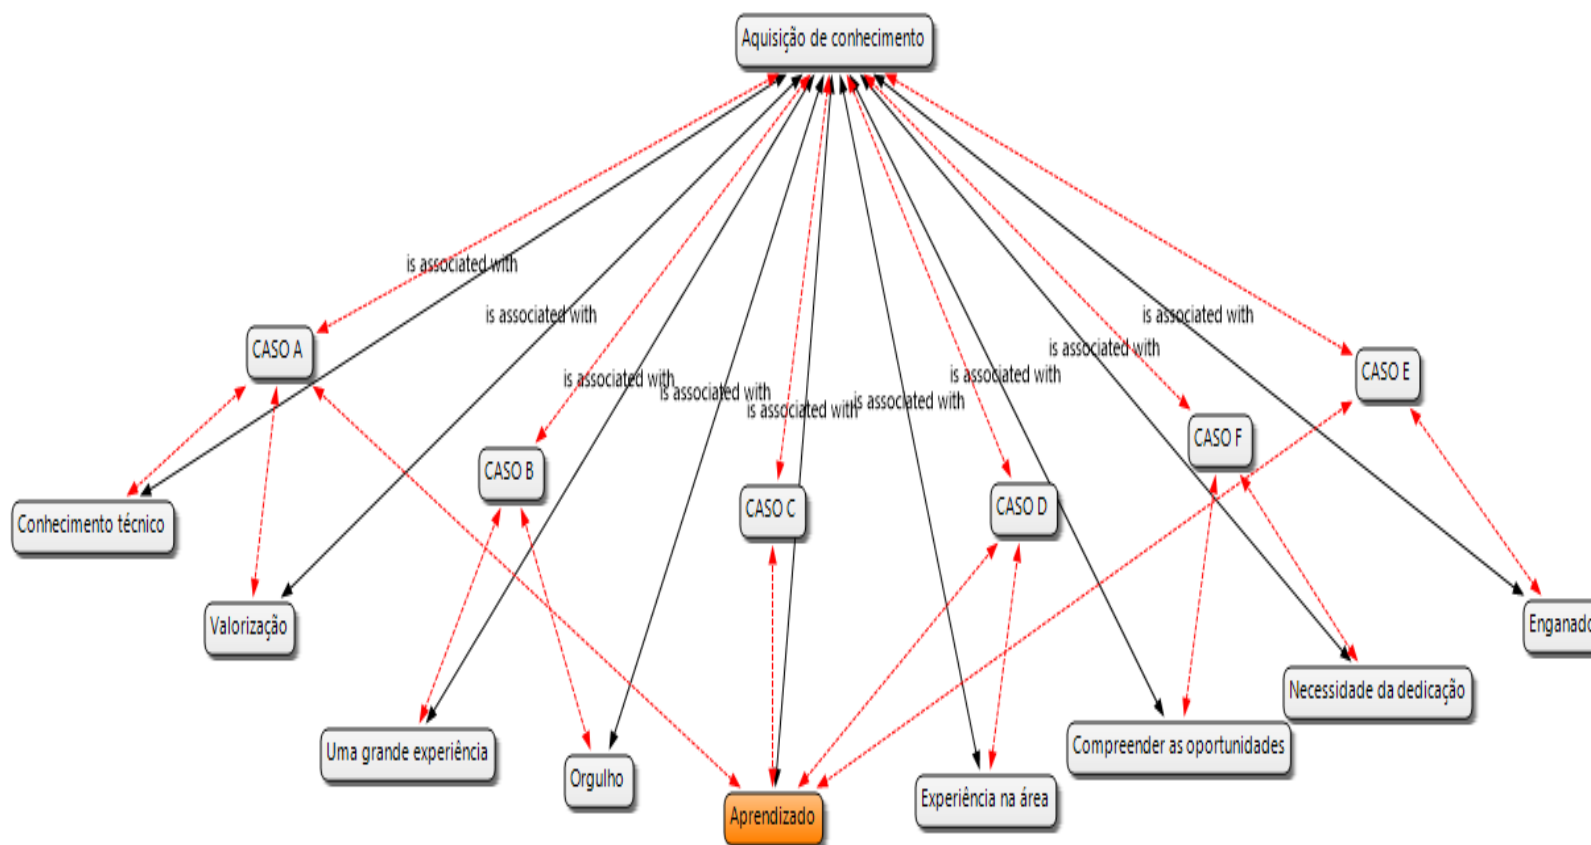 Aquisição de conhecimento
is associated with
is associated with
is associated with
is associated with
is associated with
is associated with
is associated with
is associated with
is associated with
CASO A
CASO E
CASO F
CASO B
CASO C
CASO D
Conhecimento técnico
Valorização
Enganado
Necessidade da dedicação
Uma grande experiência
Compreender as oportunidades
Orgulho
Experiência na área
Aprendizado